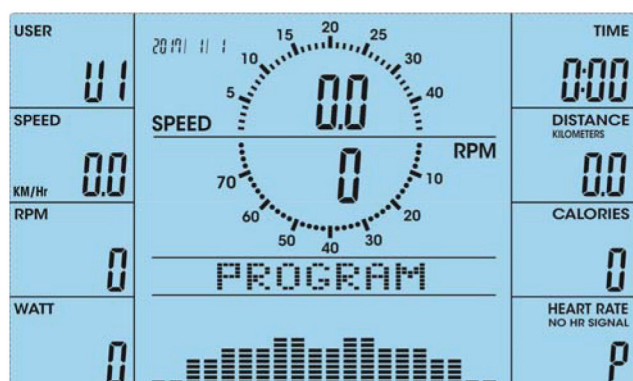 USER
U1
SPEED
KM/Hr 0.0
RPM
0
WATT
0
2017/ 1/ 1
5 10 15 20 25 30 40
SPEED 0.0
RPM 0
70 60 50 40 30 20 10
PROGRAM
TIME
0:00
DISTANCE
KILOMETERS
0.0
CALORIES
0
HEART RATE
NO HR SIGNAL
P